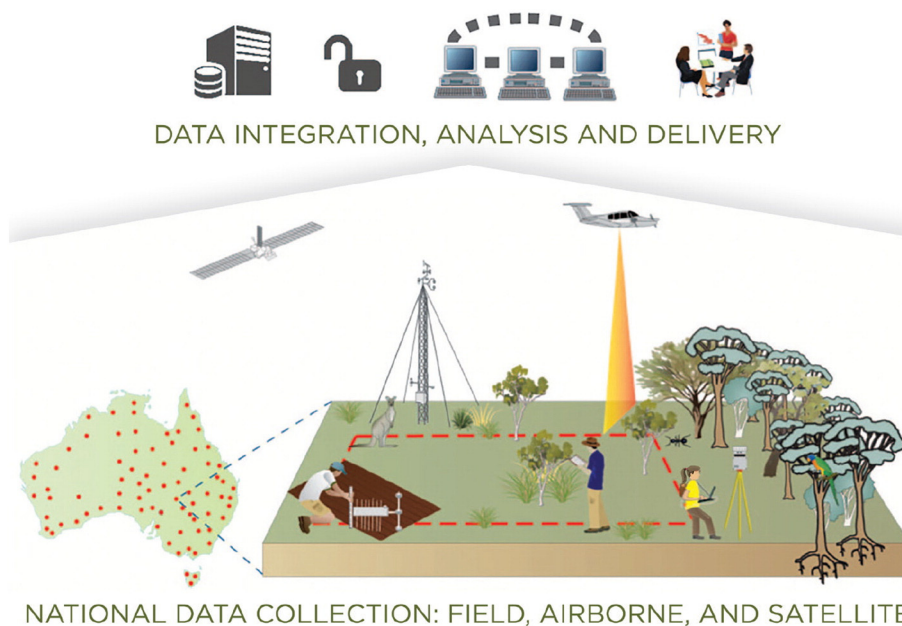 DATA INTEGRATION, ANALYSIS AND DELIVERY
NATIONAL DATA COLLECTION: FIELD, AIRBORNE, AND SATELLITE